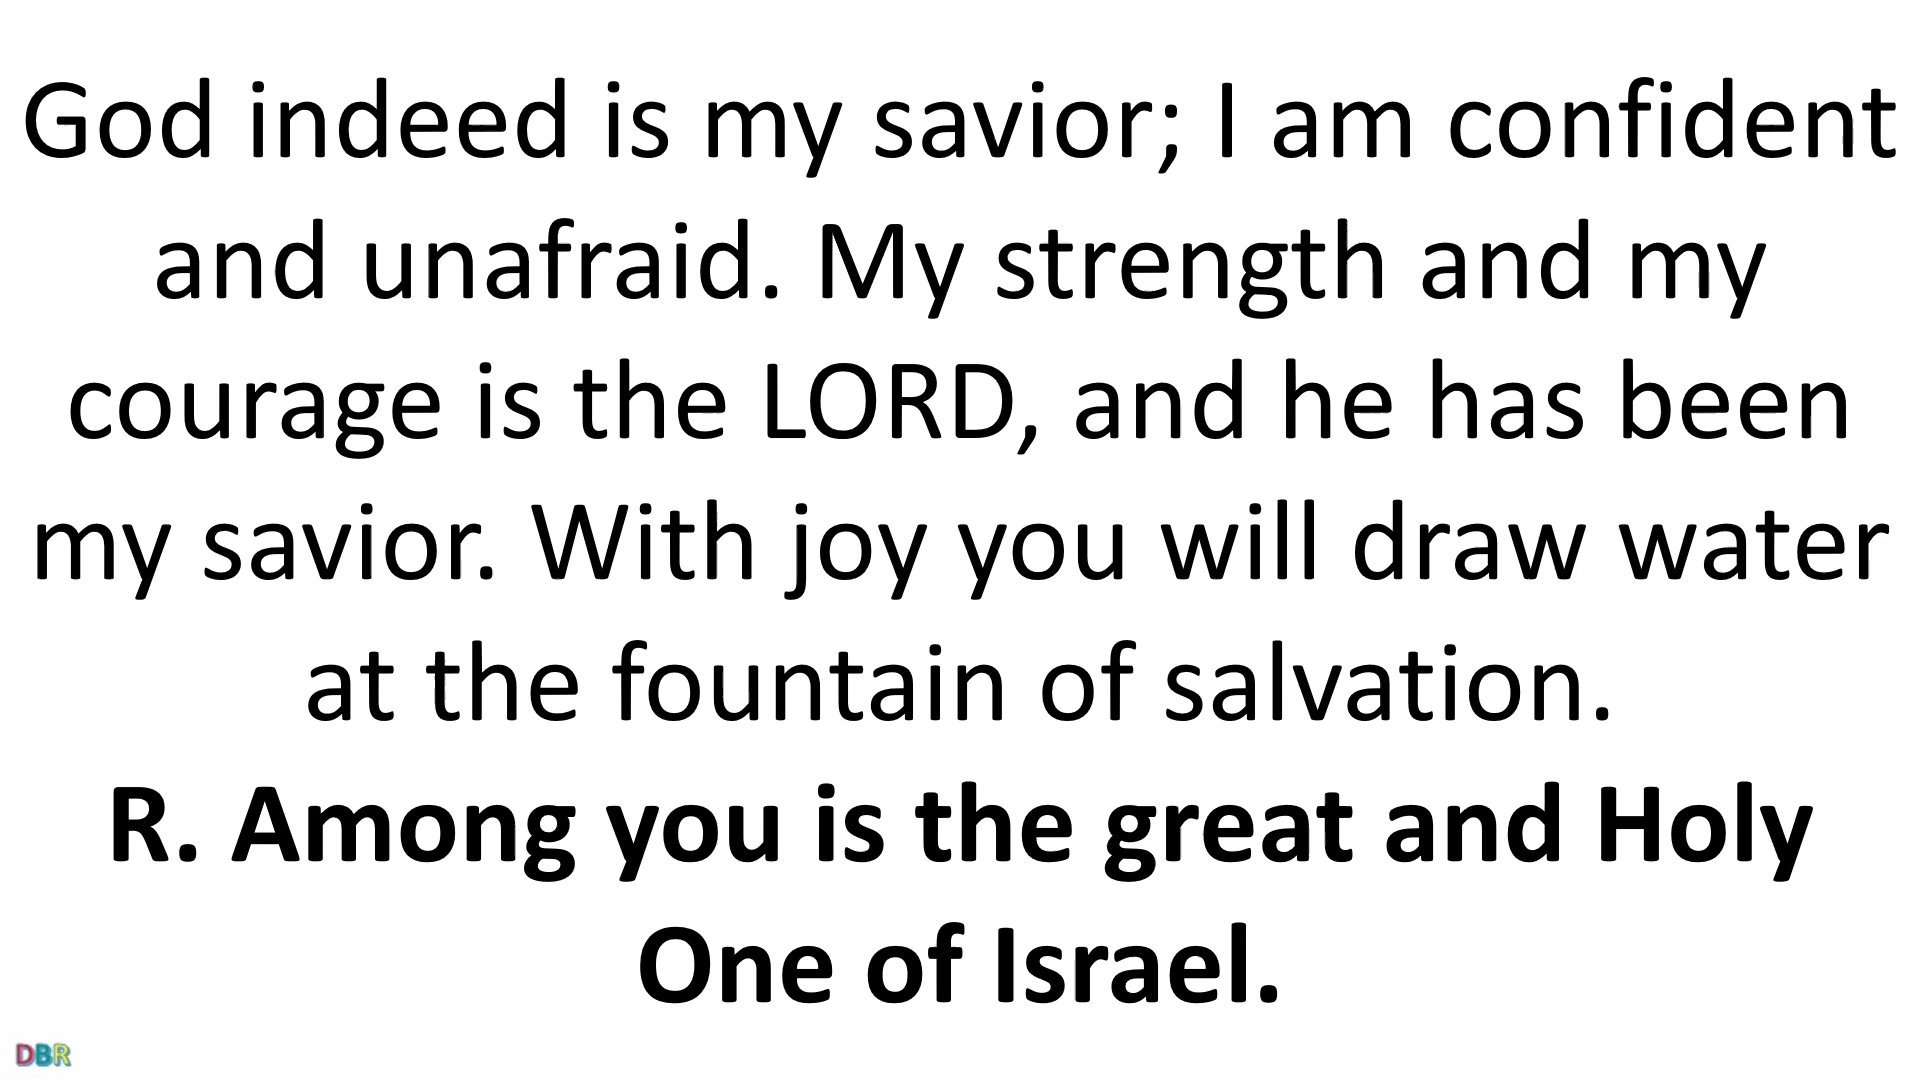 God indeed is my savior; I am confident
and unafraid. My strength and my
courage is the LORD, and he has been
my savior. With joy you will draw water
at the fountain of salvation.
R. Among you is the great and Holy
One of Israel.
DBR